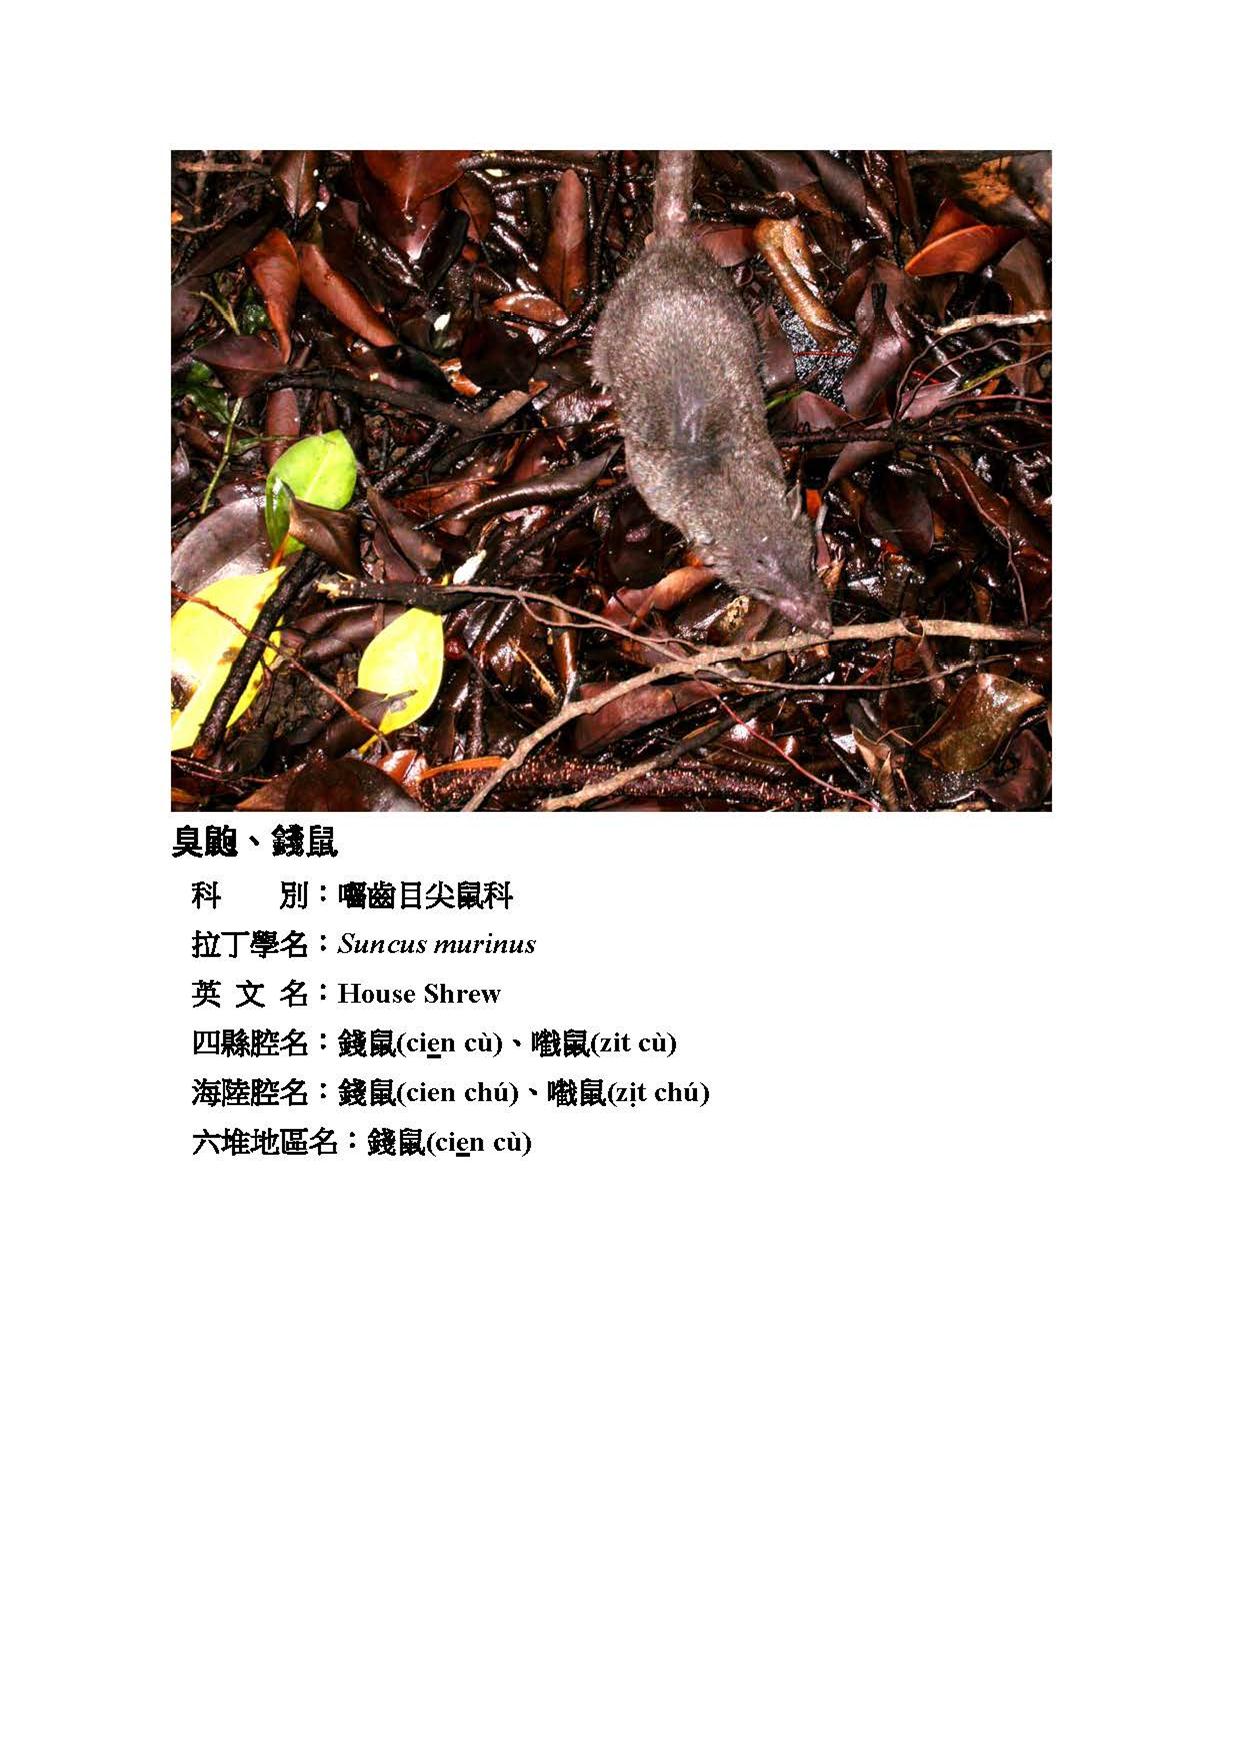 臭鼩、錢鼠
科　　別：囓齒目尖鼠科
拉丁學名：Suncus murinus
英 文 名：House Shrew
四縣腔名：錢鼠(cien cù)、嘰鼠(zit cù)
海陸腔名：錢鼠(cien chú)、嘰鼠(zṭt chú)
六堆地區名：錢鼠(cien cù)